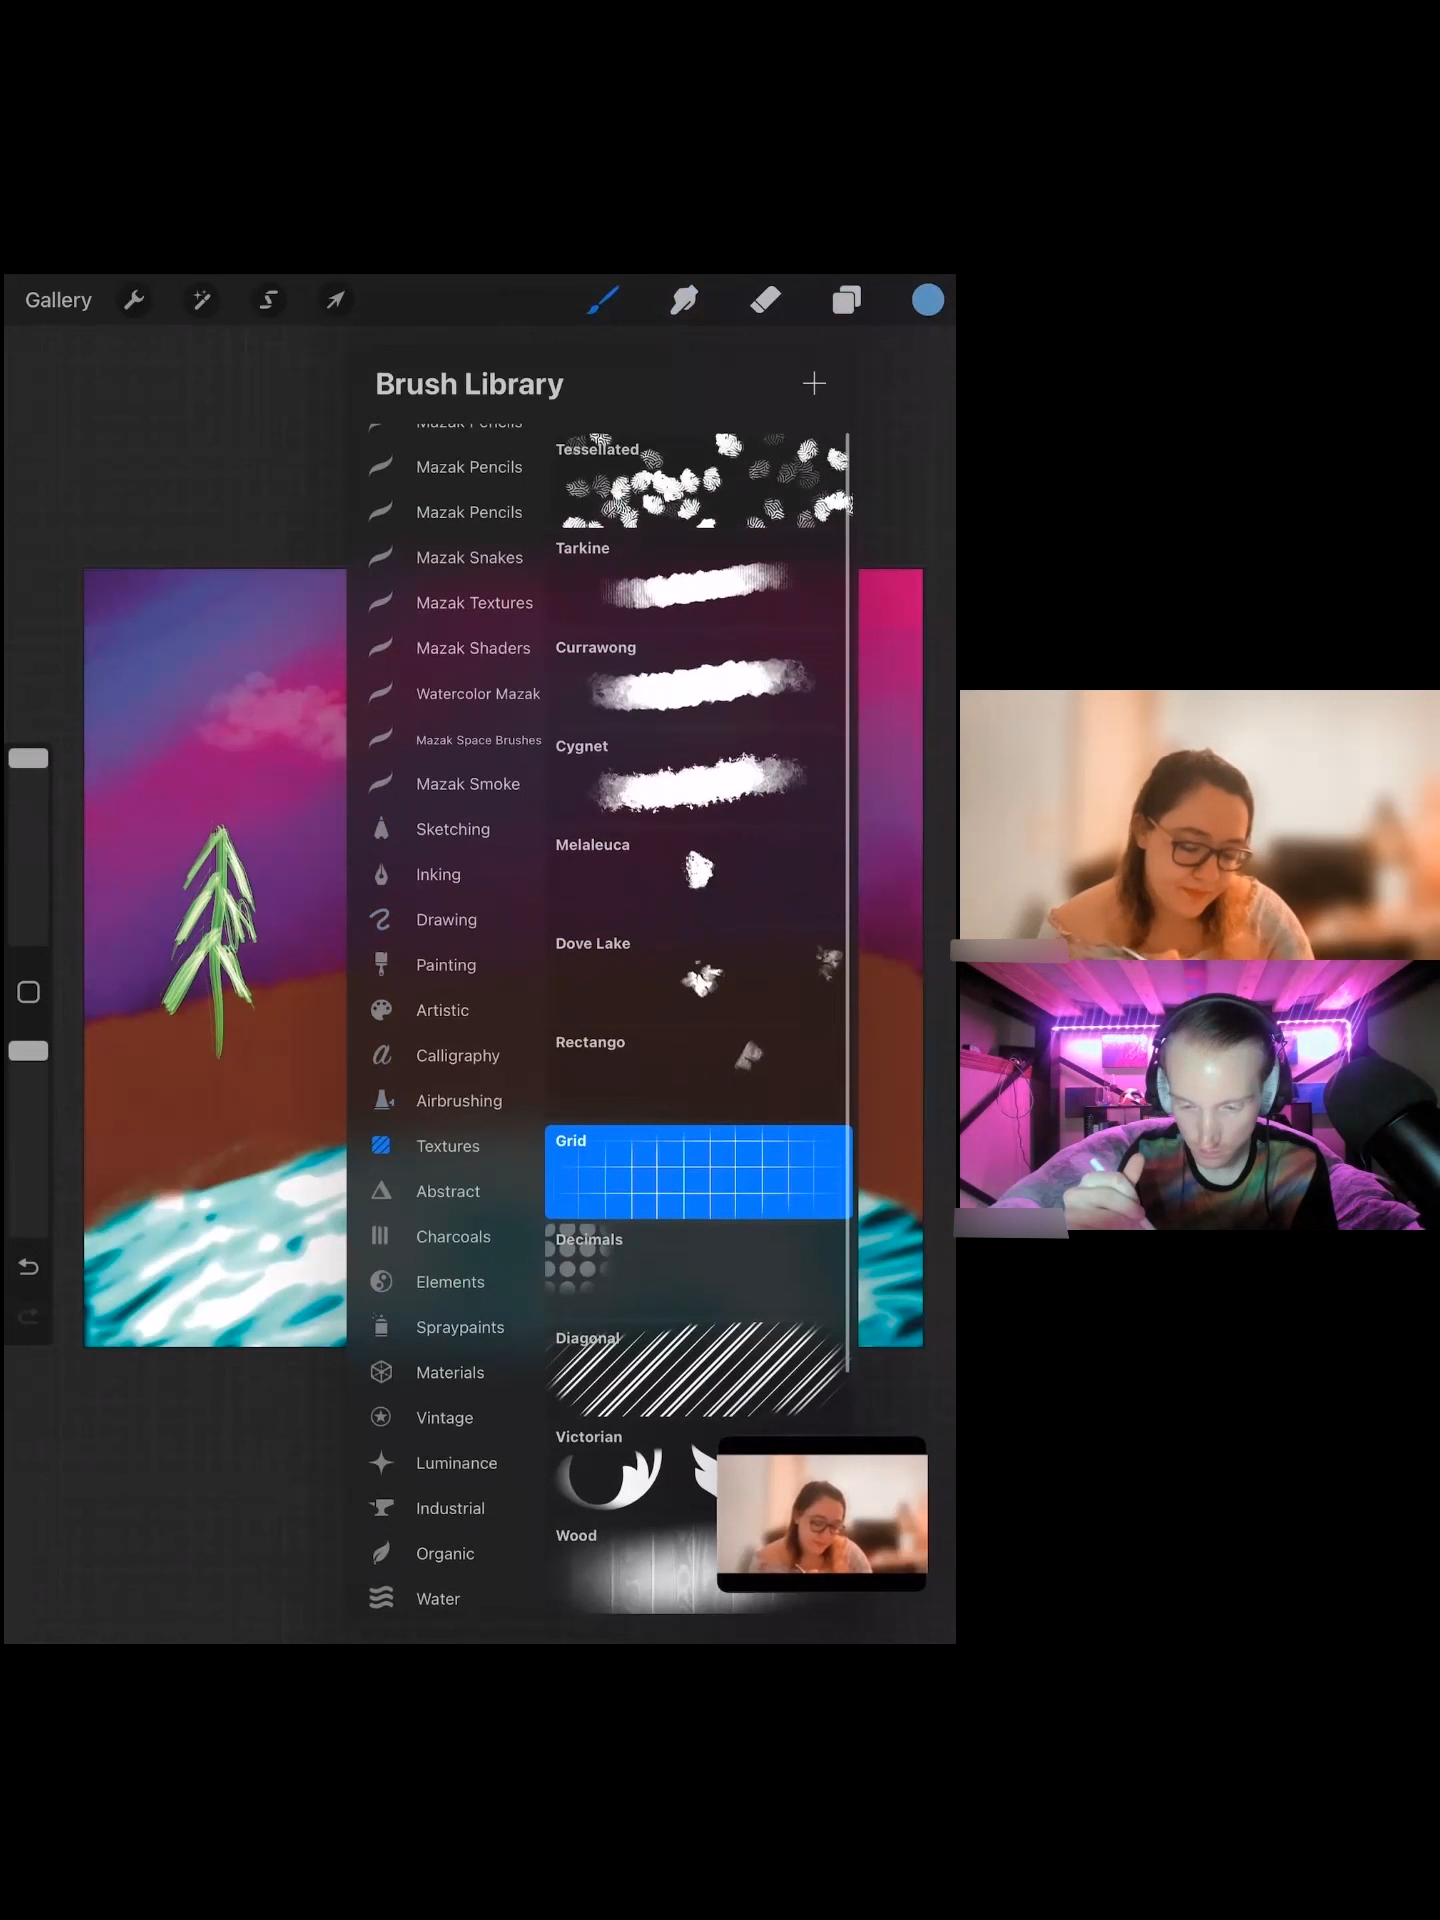 Gallery
Brush Library
Mazak Pencils
Mazak Pencils
Mazak Pencils
Mazak Snakes
Mazak Textures
Mazak Shaders
Watercolor Mazak
Mazak Space Brushes
Mazak Smoke
Sketching
Inking
Drawing
Painting
Artistic
Calligraphy
Airbrushing
Textures
Abstract
Charcoals
Elements
Spraypaints
Materials
Vintage
Luminance
Industrial
Organic
Water
Tessellated
Tarkine
Currawong
Cygnet
Melaleuca
Dove Lake
Rectango
Grid
Decimals
Diagonal
Victorian
Wood